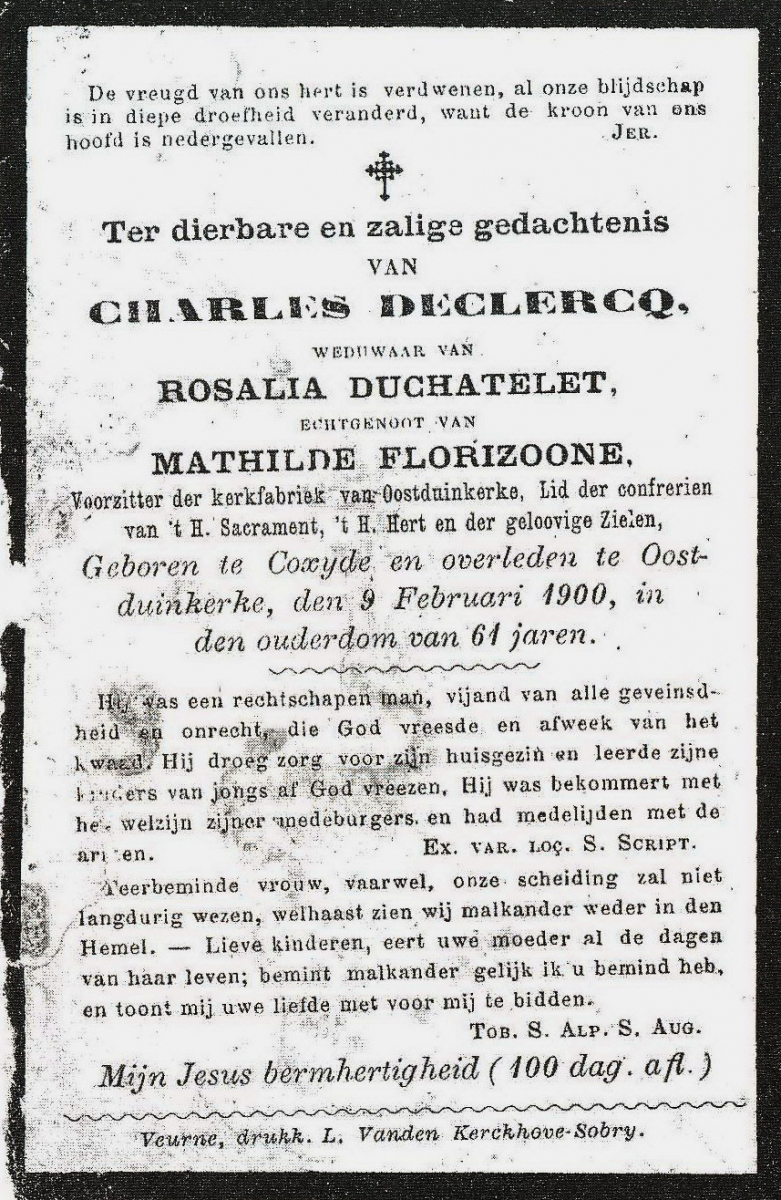 De vreugd van ons hert is verdwenen, al onze blijdschap
is in diepe droefheid veranderd, want de kroon van ons
hoofd is nedergevallen. JER.
Ter dierbare en zalige gedachtenis
VAN
CHARLES DECLERCQ,
WEDUWAAR VAN
ROSALIA DUCHATELET,
ECHTGENOOT VAN
MATHILDE FLORIZOONE,
Voorzitter der kerkfabriek van Oostduinkerke, Lid der confrerien
van 't H. Sacrament, 't H. Hert en der geloovige Zielen,
Geboren te Coxyde en overleden te Oost-
duinkerke, den 9 Februari 1900, in
den ouderdom van 61 jaren.
Hij was een rechtschapen man, vijand van alle geveinsd-
heid en onrecht, die God vreesde en afweek van het
kwaad. Hij droeg zorg voor zijn huisgezin en leerde zijne
kinders van jongs af God vreezen, Hij was bekommert met
het welzijn zijner medeburgers en had medelijden met de
armen. EX. VAR. LOC. S. SCRIPT.
Teerbeminde vrouw, vaarwel, onze scheiding zal niet
langdurig wezen, welhaast zien wij malkander weder in den
Hemel. — Lieve kinderen, eert uwe moeder al de dagen
van haar leven; bemint malkander gelijk ik u bemind heb,
en toont mij uwe liefde met voor mij te bidden.
TOB. S. ALP. S. AUG.
Mijn Jesus bermhertigheid (100 dag. afl.)
Veurne, drukk. L. Vanden Kerckhove-Sobry.